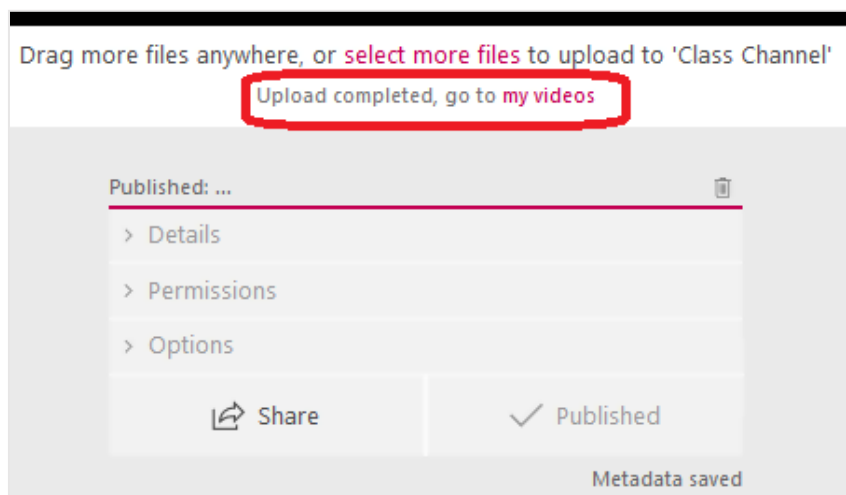 Drag more files anywhere, or select more files to upload to 'Class Channel'
Upload completed, go to my videos
Published: ...
> Details
> Permissions
> Options
Share
Published
Metadata saved